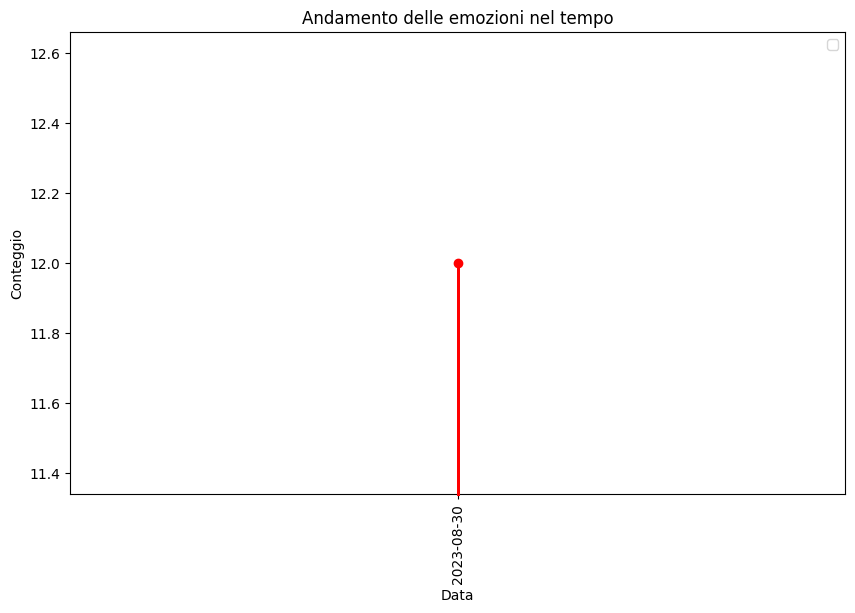 Andamento delle emozioni nel tempo
12.6
12.4
12.2
12.0
11.8
11.6
11.4
Conteggio
2023-08-30
Data